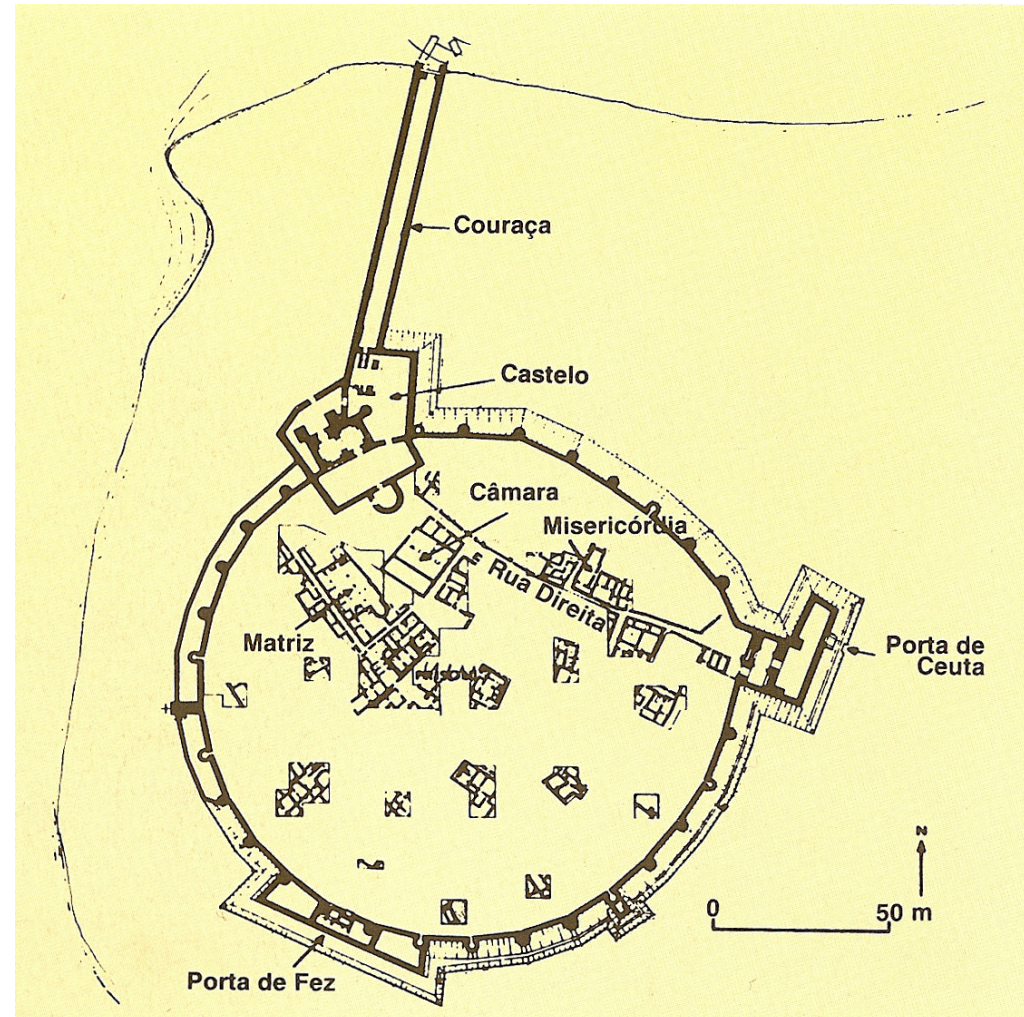 Couraça
Castelo
Câmara
Misericórdia
Rua Direita
Matriz
Porta de
Ceuta
N
0 50 m
Porta de Fez